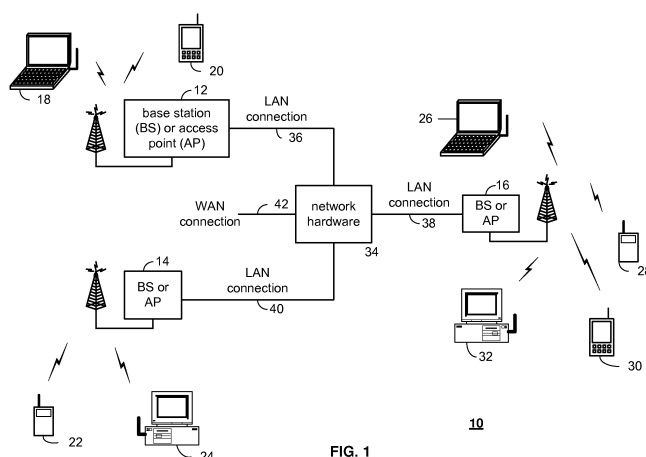 18
20
12
base station
(BS) or access
point (AP)
LAN
connection
36
26
WAN
connection
42
network
hardware
34
LAN
connection
38
16
BS or
AP
28
14
BS or
AP
LAN
connection
40
32
30
22
24
10
FIG. 1